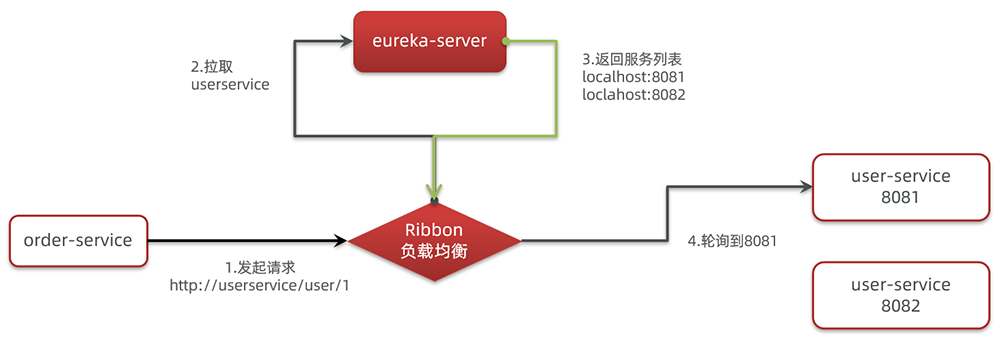 eureka-server
2.拉取
userservice
3.返回服务列表
localhost:8081
loclahost:8082
order-service
1.发起请求
http://userservice/user/1
Ribbon
负载均衡
4.轮询到8081
user-service
8081
user-service
8082